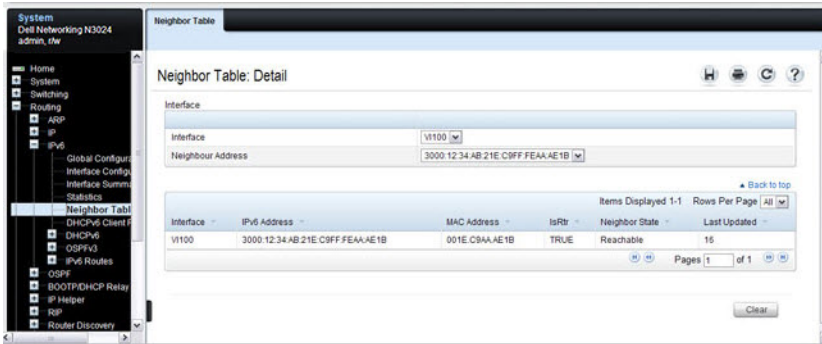 System
Dell Networking N3024
admin, r/w
Neighbor Table
Home
System
Switching
Routing
ARP
IP
IPv6
Global Configura
Interface Configu
Interface Summa
Statistics
Neighbor Tabl
DHCPv6 Client P
DHCPv6
OSPFv3
IPv6 Routes
OSPF
BOOTP/DHCP Relay
IP Helper
RIP
Router Discovery
Neighbor Table: Detail
Interface
Interface VI100
Neighbour Address 3000:12:34:AB:21E:C9FF:FEAA:AE1B
Back to top
Items Displayed 1-1 Rows Per Page All
Interface IPv6 Address MAC Address IsRtr Neighbor State Last Updated
VI100 3000:12:34:AB:21E:C9FF:FEAA:AE1B 001E.C9AA.AE1B TRUE Reachable 16
Pages 1 of 1
Clear